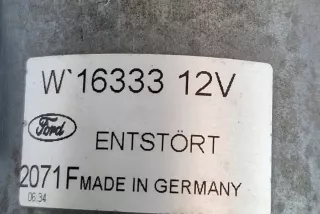 W`16333 12V
Ford
ENTSTÖRT
2071F MADE IN GERMANY
06:34